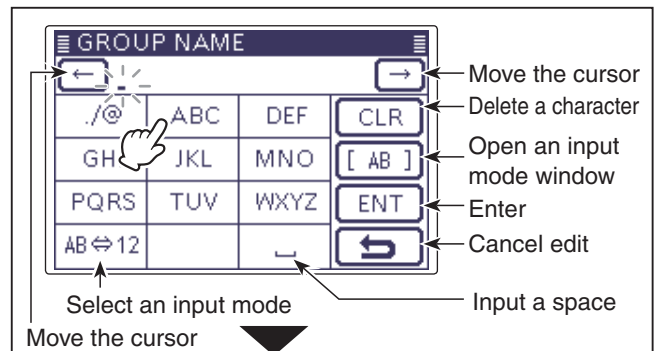 GROUP NAME
← →
Move the cursor
./@ ABC DEF CLR
Delete a character
GH JKL MNO [ AB ]
Open an input
mode window
PQRS TUV WXYZ ENT
Enter
AB⇔12 ⎵
Cancel edit
Select an input mode
Input a space
Move the cursor